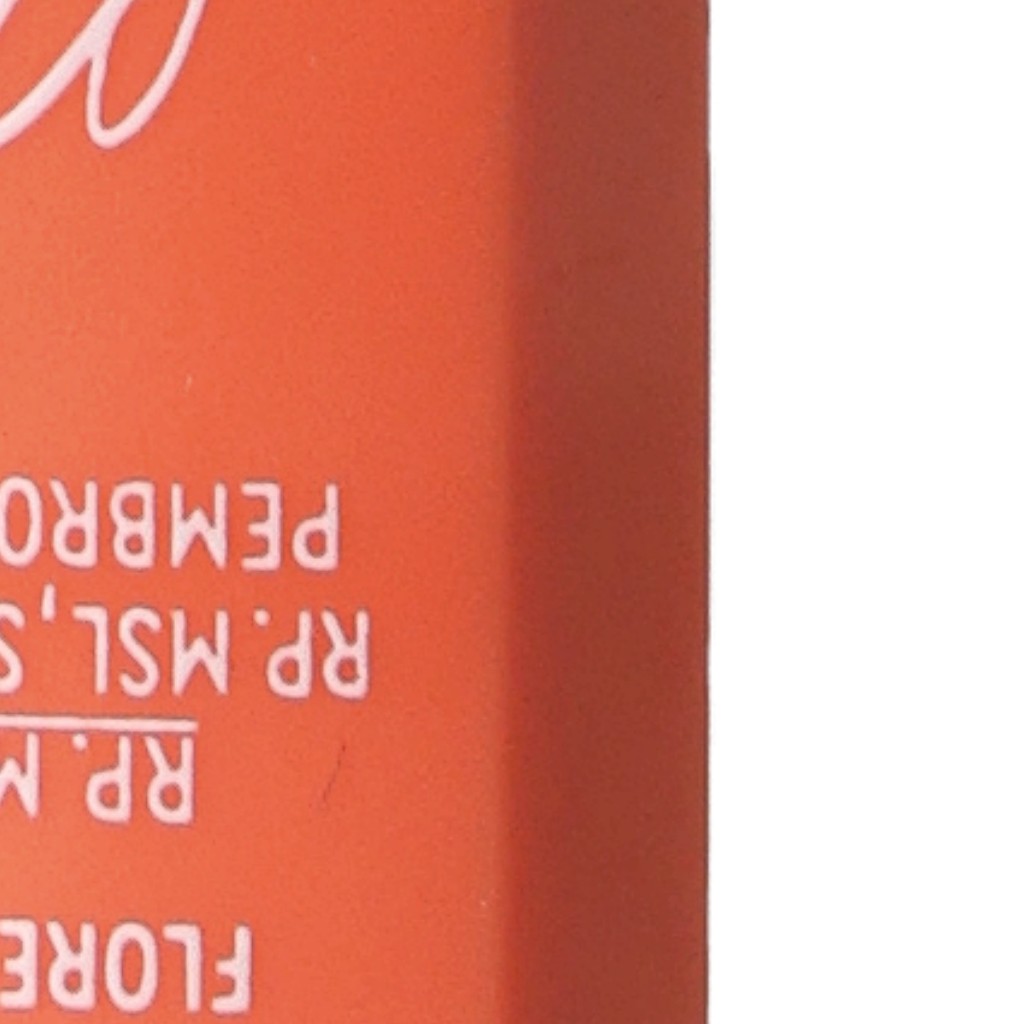 FLORE
RP. M
RP. MSL, S
PEMBRO